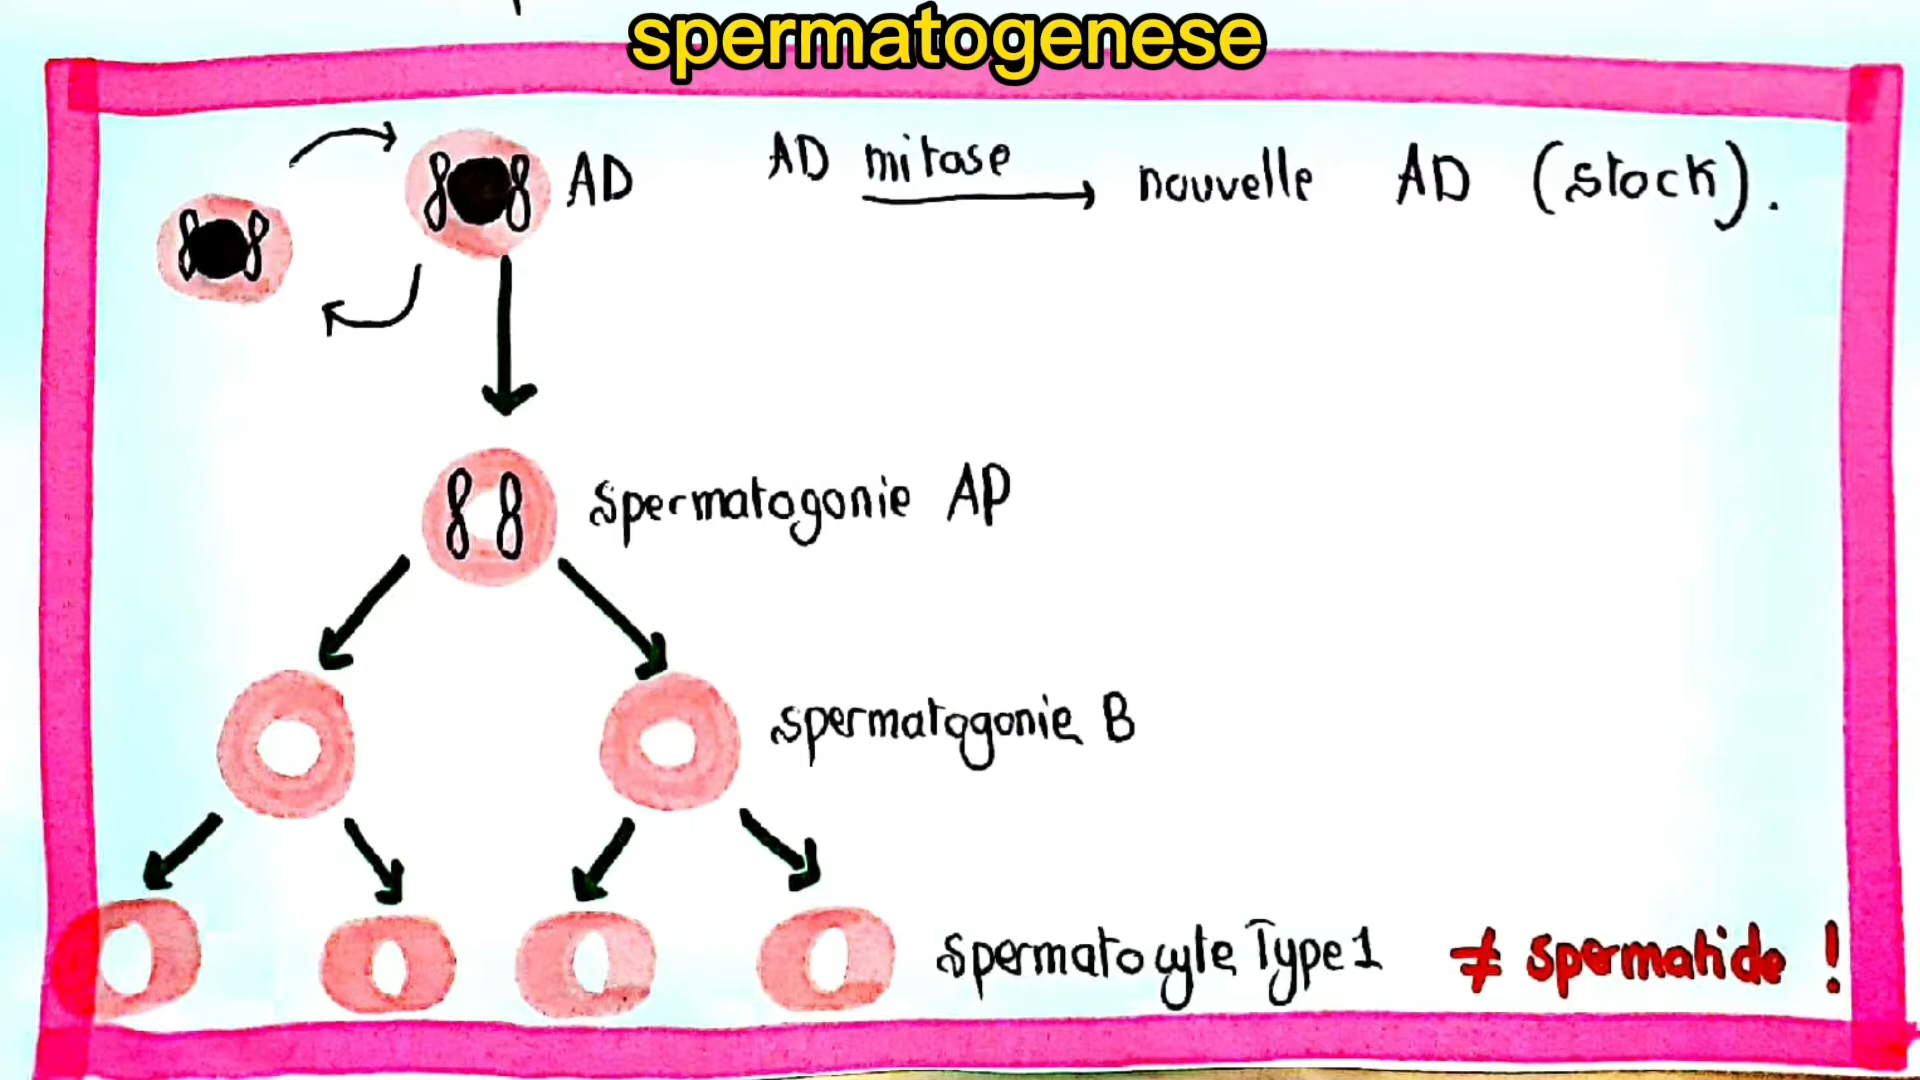 spermatogenese
AD
AD mitose → nouvelle AD (stock).
spermatogonie AP
spermatogonie B
spermatocyte Type 1 ≠ spermatide !